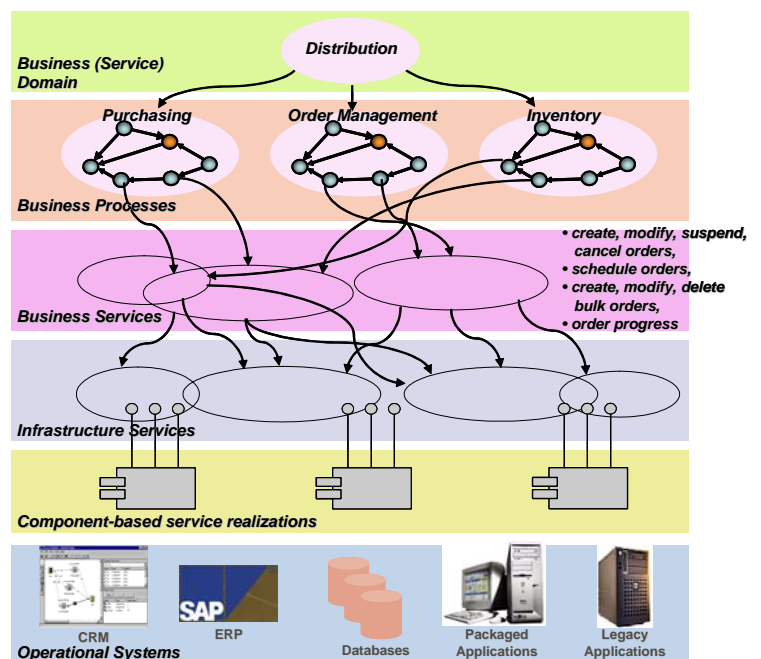 Distribution
Business (Service)
Domain
Purchasing
Order Management
Inventory
Business Processes
• create, modify, suspend,
cancel orders,
• schedule orders,
• create, modify, delete
bulk orders,
• order progress
Business Services
Infrastructure Services
Component-based service realizations
SAP
CRM
ERP
Databases
Packaged
Applications
Legacy
Applications
Operational Systems